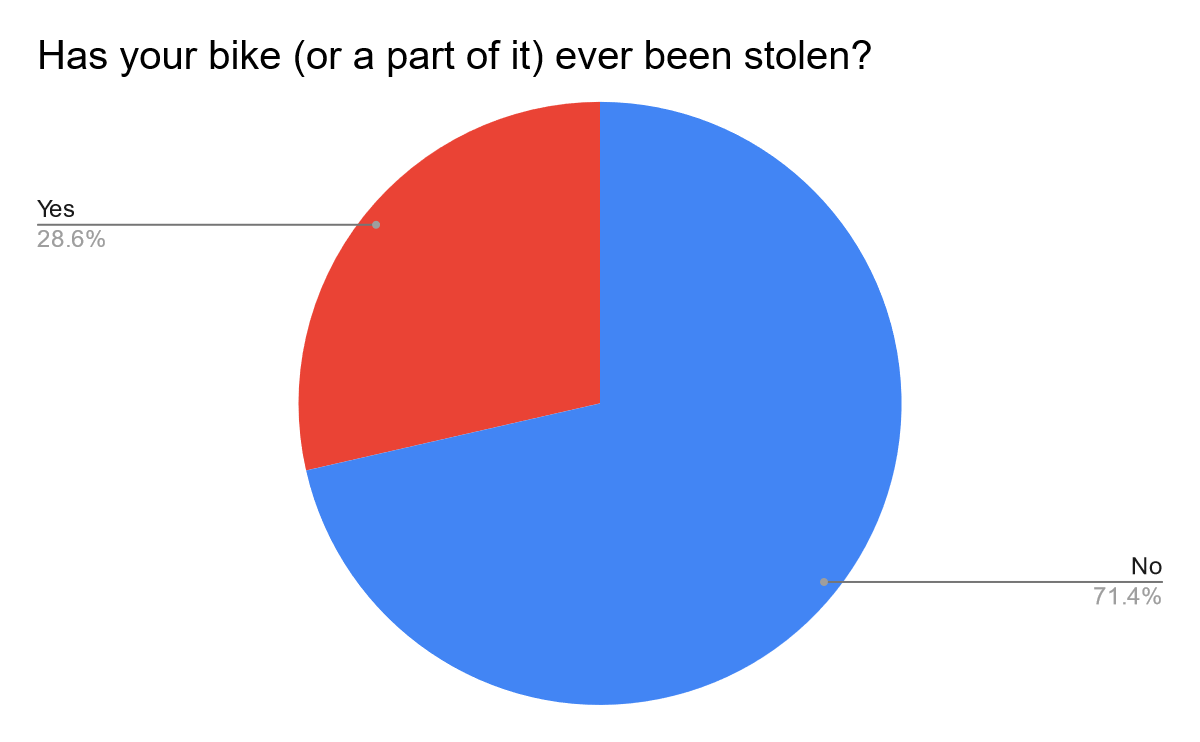 Has your bike (or a part of it) ever been stolen?
Yes
28.6%
No
71.4%